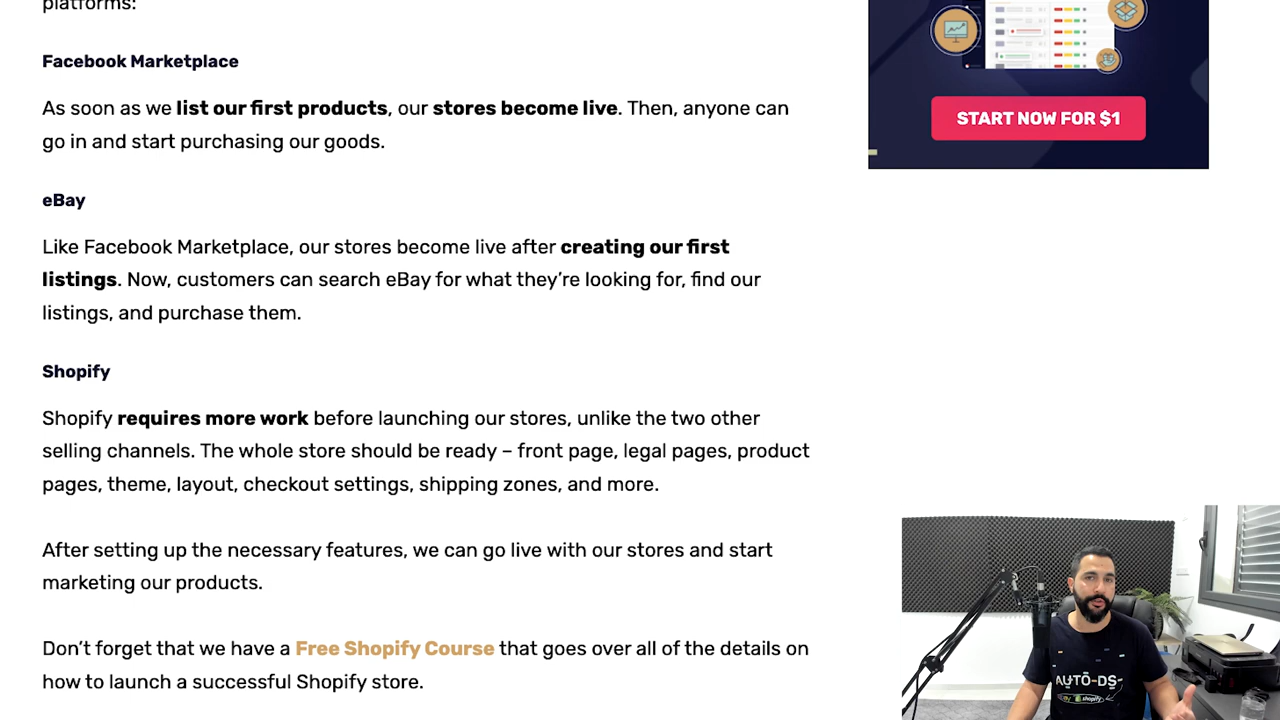 platforms:
Facebook Marketplace
As soon as we list our first products, our stores become live. Then, anyone can
go in and start purchasing our goods.
eBay
Like Facebook Marketplace, our stores become live after creating our first
listings. Now, customers can search eBay for what they're looking for, find our
listings, and purchase them.
Shopify
Shopify requires more work before launching our stores, unlike the two other
selling channels. The whole store should be ready – front page, legal pages, product
pages, theme, layout, checkout settings, shipping zones, and more.
After setting up the necessary features, we can go live with our stores and start
marketing our products.
Don't forget that we have a Free Shopify Course that goes over all of the details on
how to launch a successful Shopify store.
START NOW FOR $1
AUTO-DS
shopify